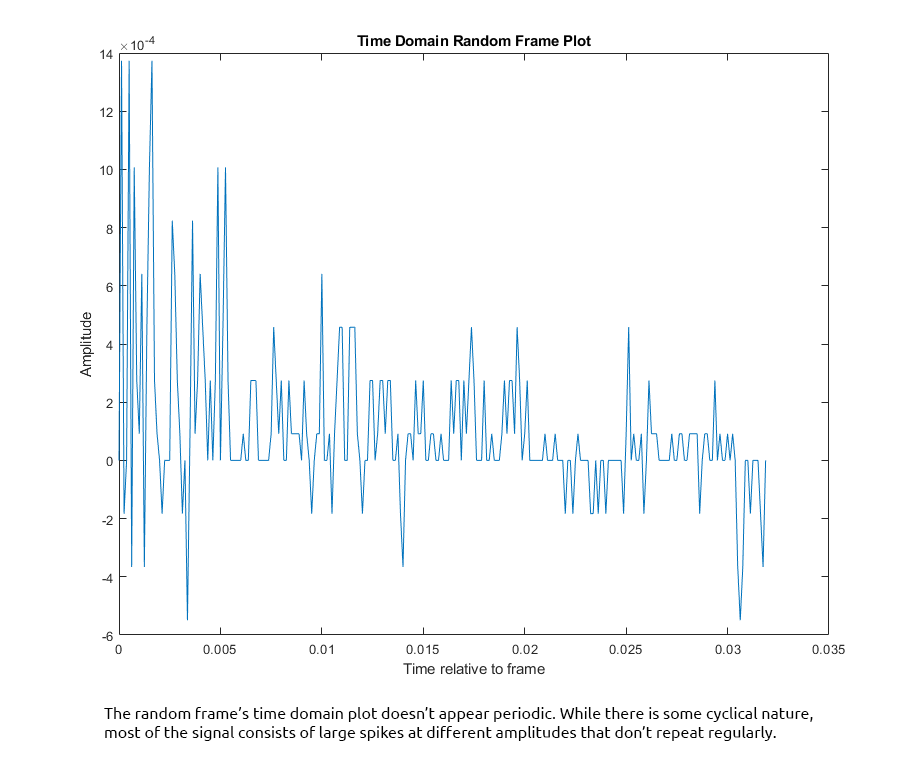 Time Domain Random Frame Plot
×10-4
14
12
10
8
6
4
2
0
-2
-4
-6
Amplitude
0 0.005 0.01 0.015 0.02 0.025 0.03 0.035
Time relative to frame
The random frame’s time domain plot doesn’t appear periodic. While there is some cyclical nature,
most of the signal consists of large spikes at different amplitudes that don’t repeat regularly.